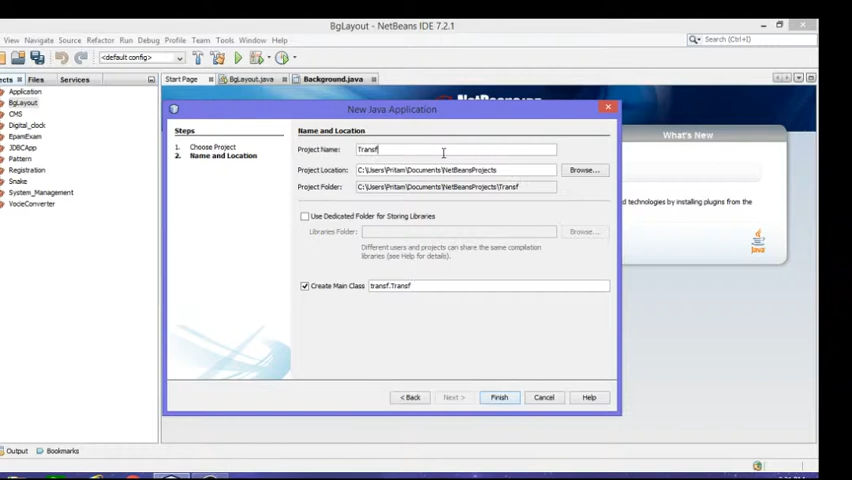 BgLayout - NetBeans IDE 7.2.1
View Navigate Source Refactor Run Debug Profile Team Tools Window Help
Search (Ctrl+I)
<default config>
Files Services
Start Page BgLayout.java Background.java
Application
BgLayout
CMS
Digital_clock
EpamExam
JDBCApp
Pattern
Registration
Snake
System_Management
VocieConverter
What's New
technologies by installing plugins from the
Java
New Java Application
Steps
1. Choose Project
2. Name and Location
Name and Location
Project Name: Transf
Project Location: C:\Users\Pritam\Documents\NetBeansProjects Browse...
Project Folder: C:\Users\Pritam\Documents\NetBeansProjects\Transf
Use Dedicated Folder for Storing Libraries
Libraries Folder: Browse...
Different users and projects can share the same compilation
libraries (see Help for details).
Create Main Class transf.Transf
< Back Next > Finish Cancel Help
Output Bookmarks